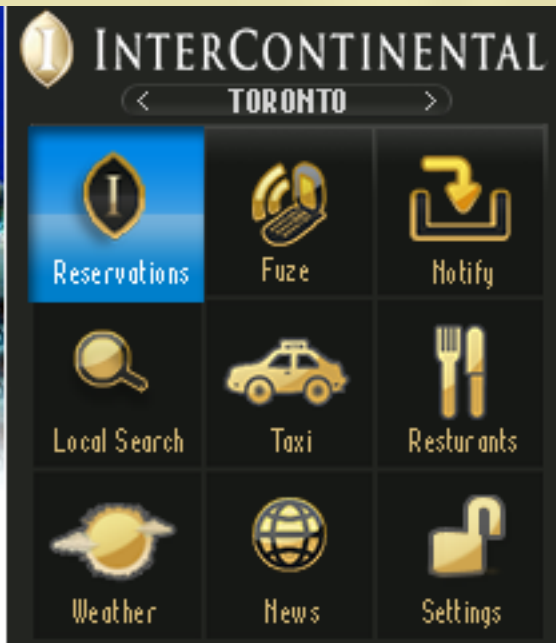 I INTERCONTINENTAL
< TORONTO >
I
Reservations Fuze Notify
Local Search Taxi Resturants
Weather News Settings